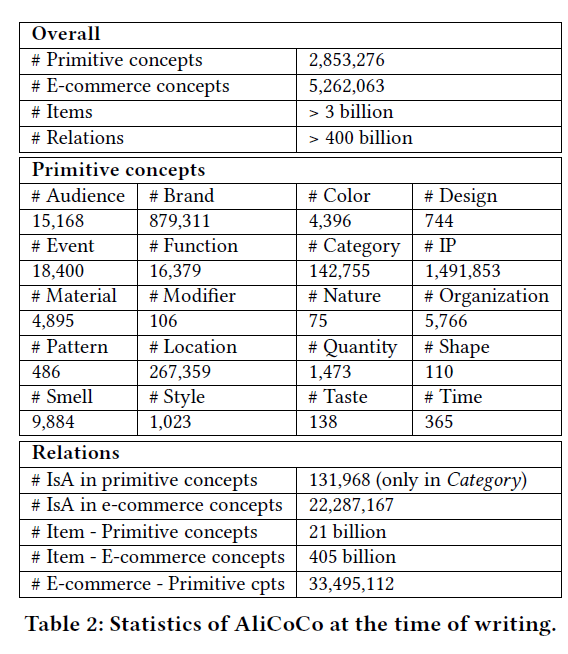 Overall
# Primitive concepts 2,853,276
# E-commerce concepts 5,262,063
# Items > 3 billion
# Relations > 400 billion
Primitive concepts
# Audience # Brand # Color # Design
15,168 879,311 4,396 744
# Event # Function # Category # IP
18,400 16,379 142,755 1,491,853
# Material # Modifier # Nature # Organization
4,895 106 75 5,766
# Pattern # Location # Quantity # Shape
486 267,359 1,473 110
# Smell # Style # Taste # Time
9,884 1,023 138 365
Relations
# IsA in primitive concepts 131,968 (only in Category)
# IsA in e-commerce concepts 22,287,167
# Item - Primitive concepts 21 billion
# Item - E-commerce concepts 405 billion
# E-commerce - Primitive cpts 33,495,112
Table 2: Statistics of AliCoCo at the time of writing.